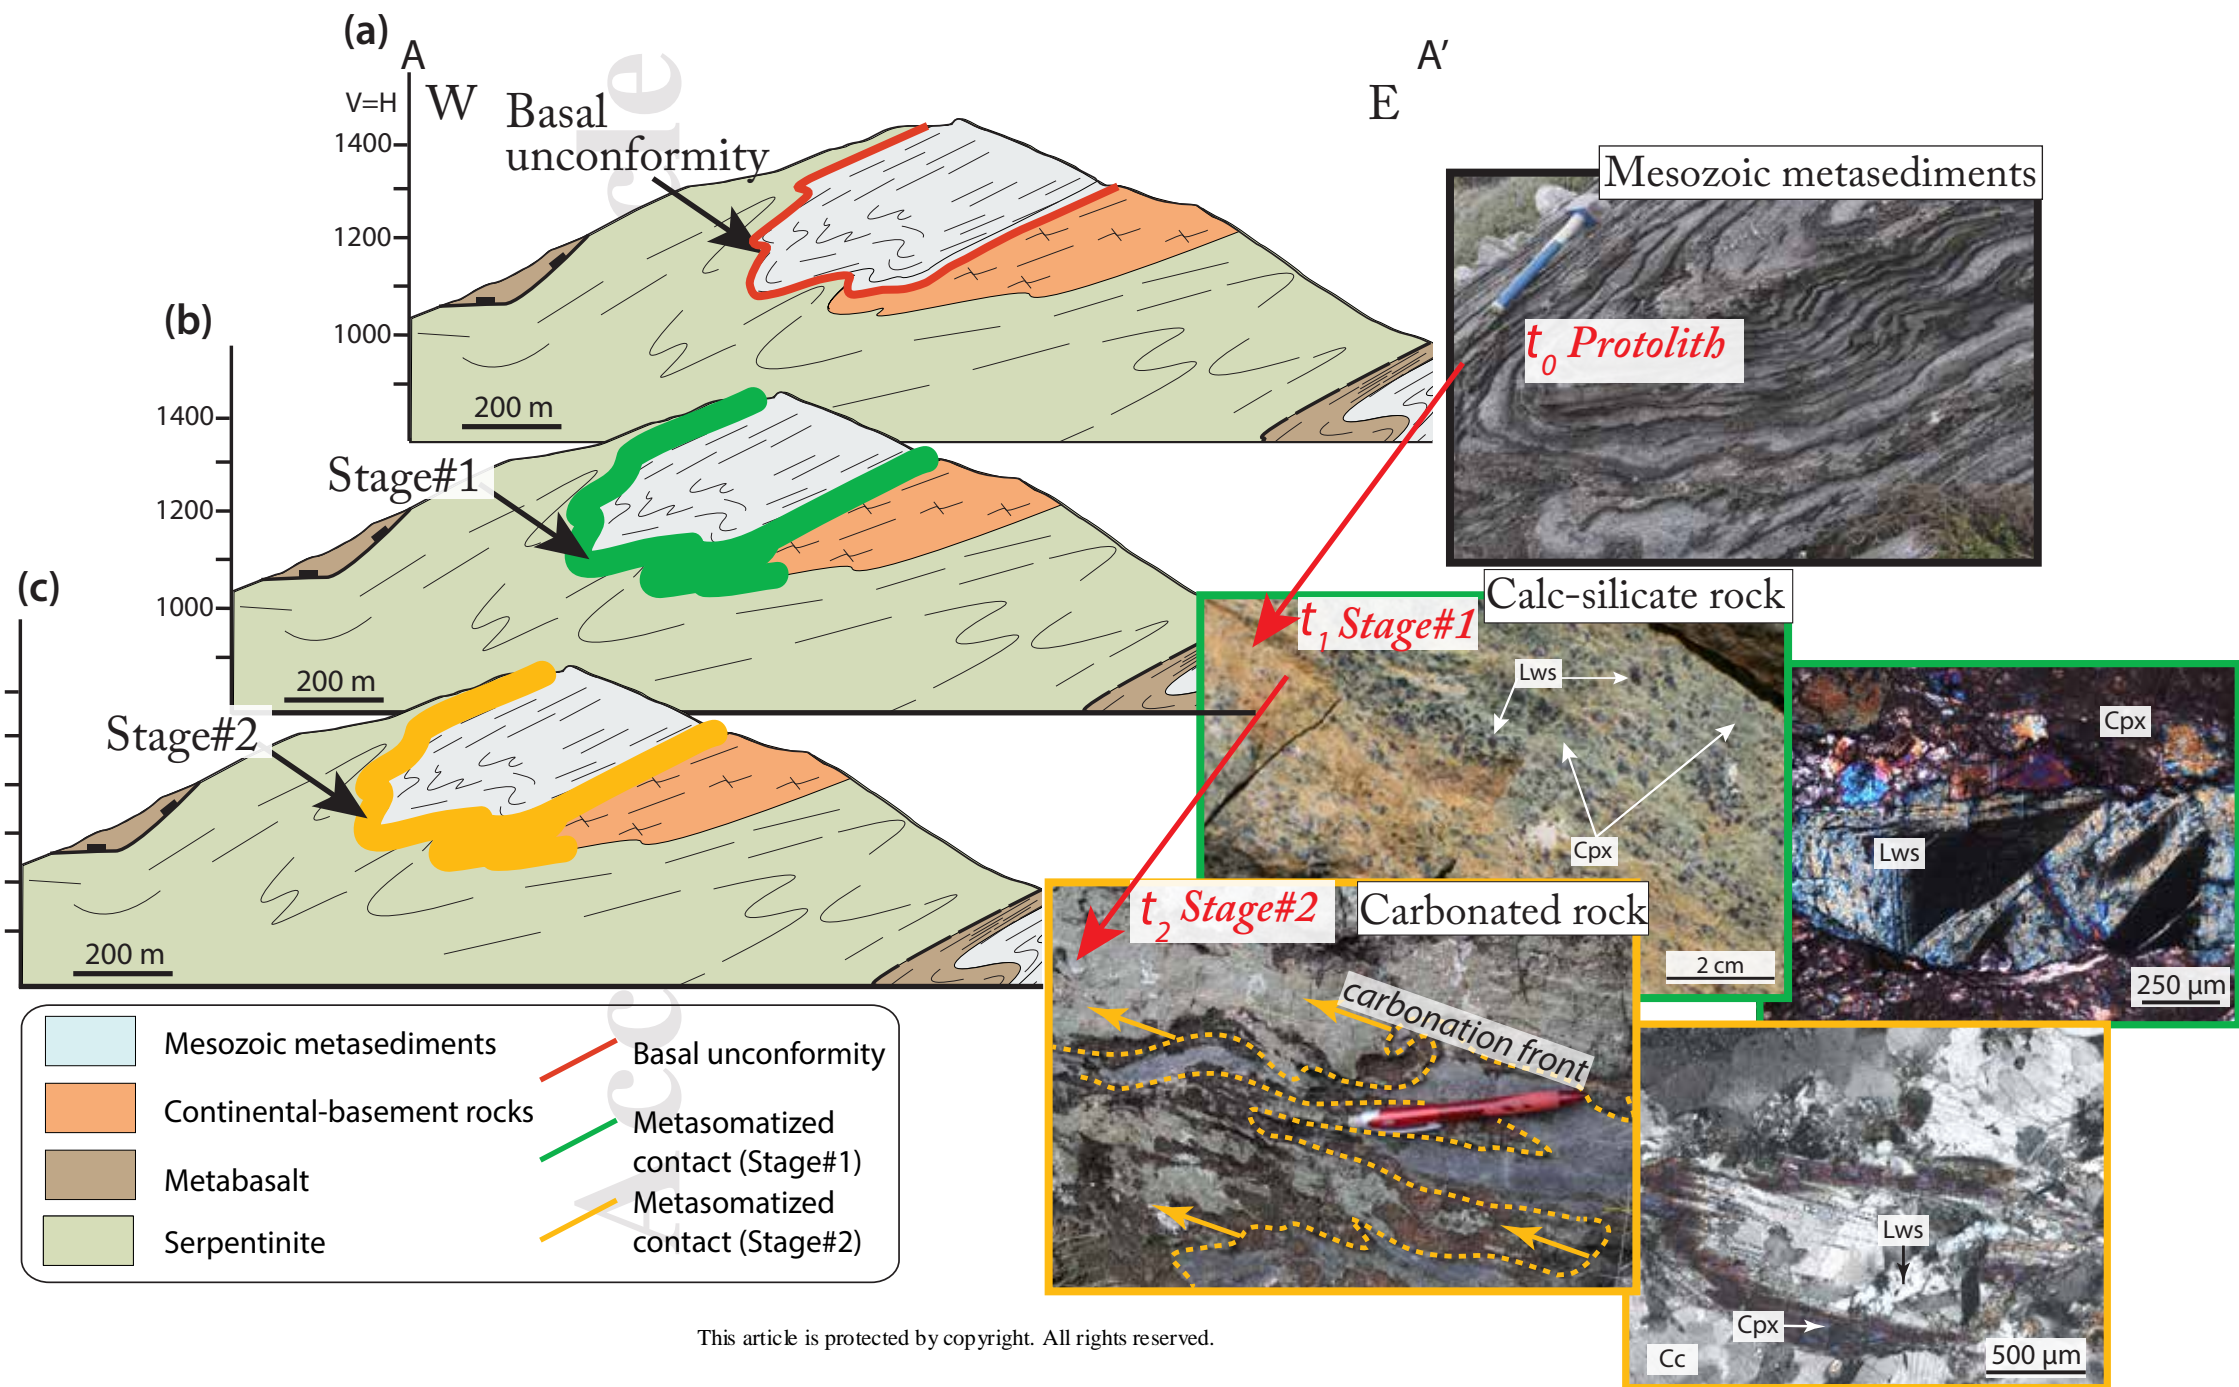 (a)
A
A'
V=H
W
E
Basal
unconformity
1400
1200
1000
200 m
Mesozoic metasediments
t0 Protolith
(b)
1400
1200
1000
Stage#1
200 m
Calc-silicate rock
t1 Stage#1
Lws
Cpx
2 cm
Cpx
Lws
250 µm
(c)
Stage#2
200 m
t2 Stage#2
Carbonated rock
carbonation front
Lws
Cpx
Cc
500 µm
Mesozoic metasediments
Continental-basement rocks
Metabasalt
Serpentinite
Basal unconformity
Metasomatized
contact (Stage#1)
Metasomatized
contact (Stage#2)
cle
Acc
This article is protected by copyright. All rights reserved.